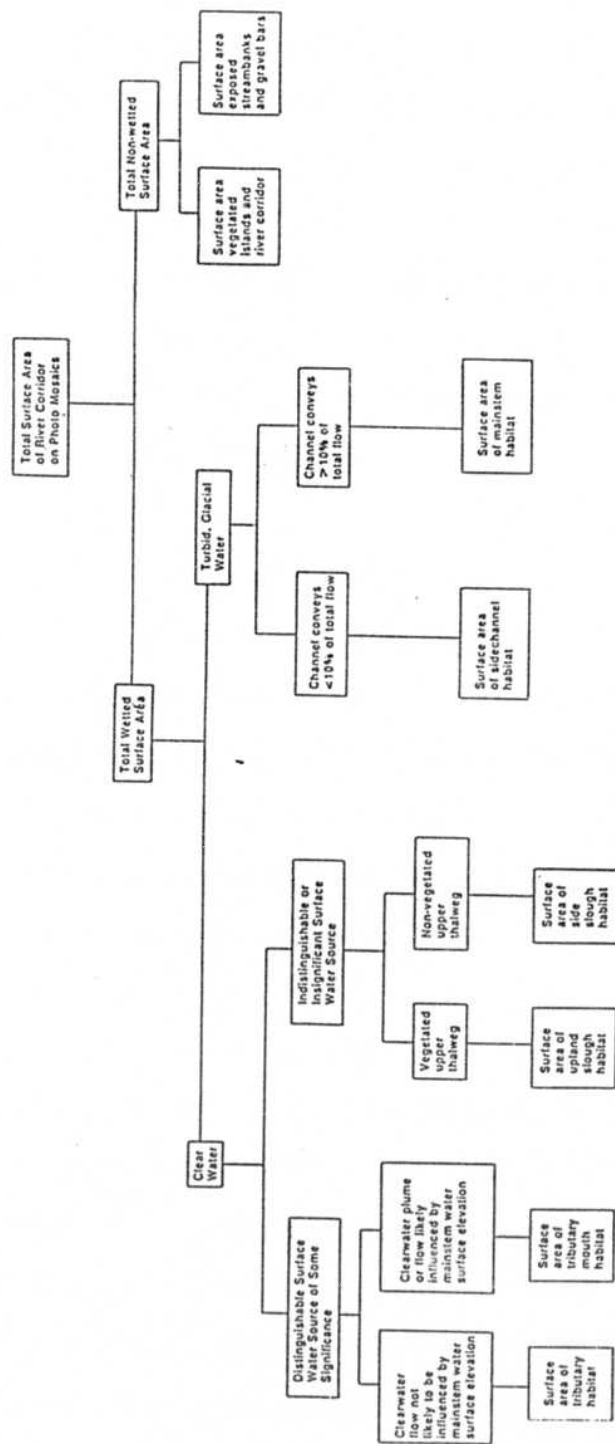 Total Surface Area
of River Corridor
on Photo Mosaics
Total Wetted
Surface Area
Total Non-wetted
Surface Area
Surface area
vegetated
islands and
river corridor
Surface area
exposed
streambanks
and gravel bars
Clear
Water
Turbid, Glacial
Water
Distinguishable Surface
Water Source of Some
Significance
Indistinguishable or
Insignificant Surface
Water Source
Channel conveys
<10% of total flow
Channel conveys
>10% of
total flow
Clearwater
flow not
likely to be
influenced by
mainstem water
surface elevation
Clearwater plume
or flow likely
influenced by
mainstem water
surface elevation
Vegetated
upper
thalweg
Non-vegetated
upper
thalweg
Surface area
of sidechannel
habitat
Surface area
of mainstem
habitat
Surface
area of
tributary
habitat
Surface
area of
tributary
mouth
habitat
Surface
area of
upland
slough
habitat
Surface
area of
side
slough
habitat